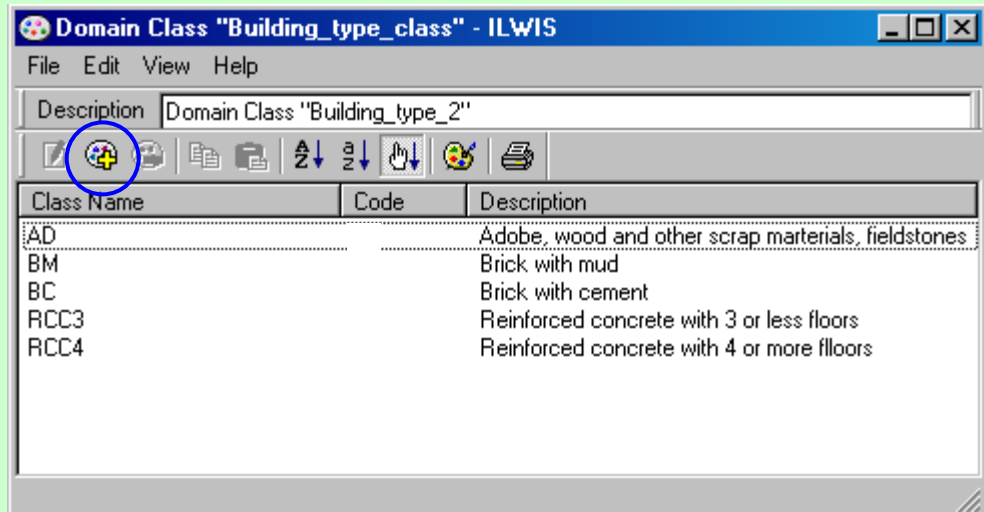 Domain Class "Building_type_class" - ILWIS
File Edit View Help
Description Domain Class "Building_type_2"
Class Name Code Description
AD Adobe, wood and other scrap marterials, fieldstones
BM Brick with mud
BC Brick with cement
RCC3 Reinforced concrete with 3 or less floors
RCC4 Reinforced concrete with 4 or more flloors